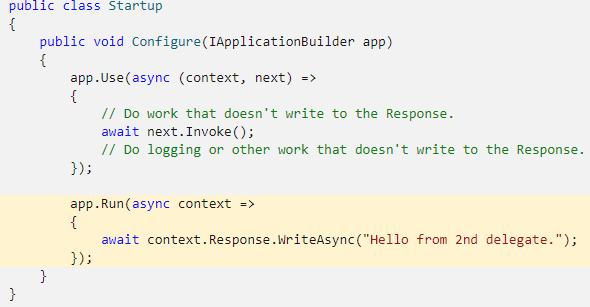 public class Startup
{
    public void Configure(IApplicationBuilder app)
    {
        app.Use(async (context, next) =>
        {
            // Do work that doesn't write to the Response.
            await next.Invoke();
            // Do logging or other work that doesn't write to the Response.
        });

        app.Run(async context =>
        {
            await context.Response.WriteAsync("Hello from 2nd delegate.");
        });
    }
}